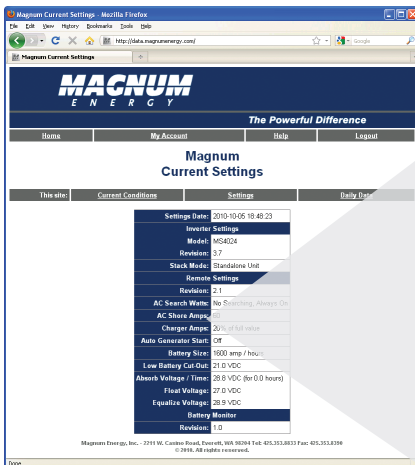 Magnum Current Settings - Mozilla Firefox
File Edit View History Bookmarks Tools Help
http://data.magnumenergy.com/
Google
Magnum Current Settings
MAGNUM
ENERGY
The Powerful Difference
Home My Account Help Logout
Magnum
Current Settings
This site: Current Conditions Settings Daily Data
Settings Date: 2010-10-05 18:48:23
Inverter Settings
Model: MS4024
Revision: 3.7
Stack Mode: Standalone Unit
Remote Settings
Revision: 2.1
AC Search Watts: No Searching, Always On
AC Shore Amps:
Charger Amps: 20% of full value
Auto Generator Start: Off
Battery Size: 1600 amp / hours
Low Battery Cut-Out: 21.0 VDC
Absorb Voltage / Time: 28.8 VDC (for 0.0 hours)
Float Voltage: 27.0 VDC
Equalize Voltage: 28.9 VDC
Battery Monitor
Revision: 1.0
Magnum Energy, Inc. - 2211 W. Casino Road, Everett, WA 98204 Tel: 425.353.8833 Fax: 425.353.8390
© 2010. All rights reserved.
Done